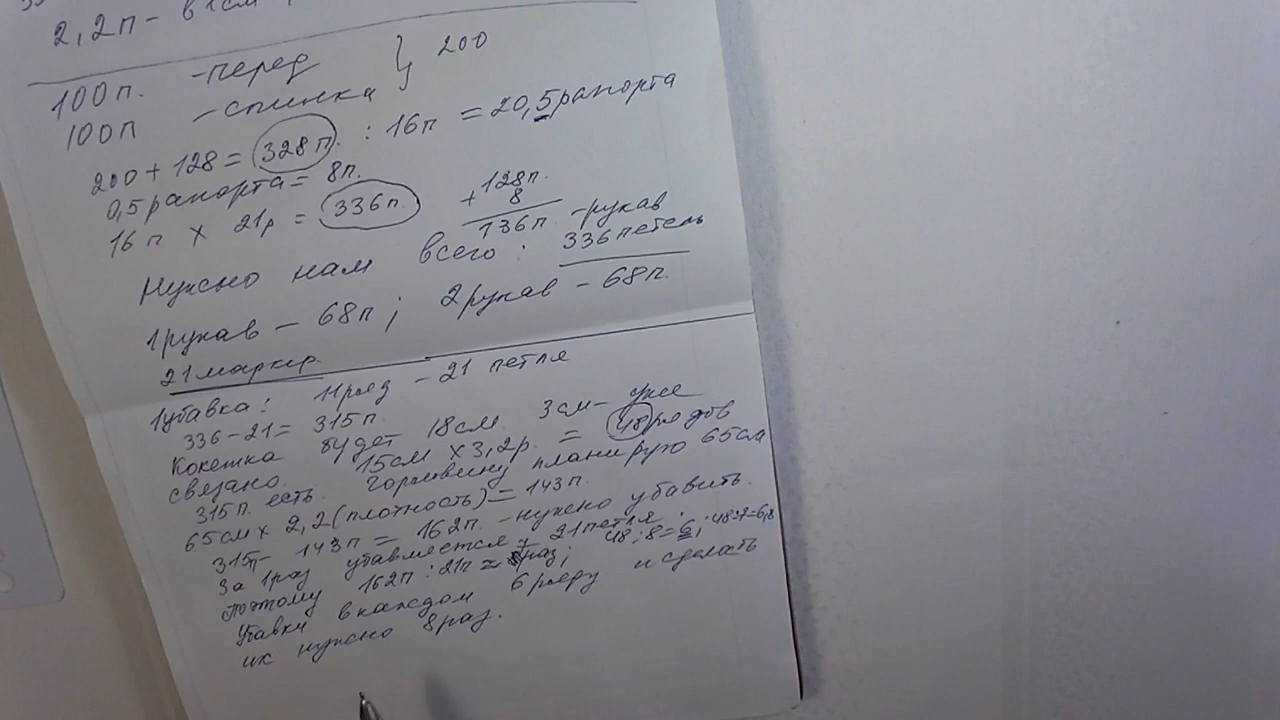 2,2п - в 1см
100п. - перед } 200
100п - спинка
200 + 128 = 328п. : 16п = 20,5 рапорта
0,5 рапорта = 8п.
16п х 21р = 336п.
128п.
+ 8
136п. - рукав
Нужно нам всего: 336 петель
1 рукав - 68п; 2 рукав - 68п.
21 маркер
1 убавка: 11 ряд - 21 петля
336 - 21 = 315п.
Кокетка будет 18см. 3см - уже
связано. 15см х 3,2р. = 48 рядов
315п. есть. Горловину планирую 65см
65см х 2,2 (плотность) = 143п.
315п - 143п = 162п. - нужно убавить.
За 1 раз убавляется 21 петля.
Поэтому 162п : 21п ≈ 8 раз; 48 : 8 = 6; 48:7=6,8
Убавки в каждом 6 ряду и сделать
их нужно 8 раз.